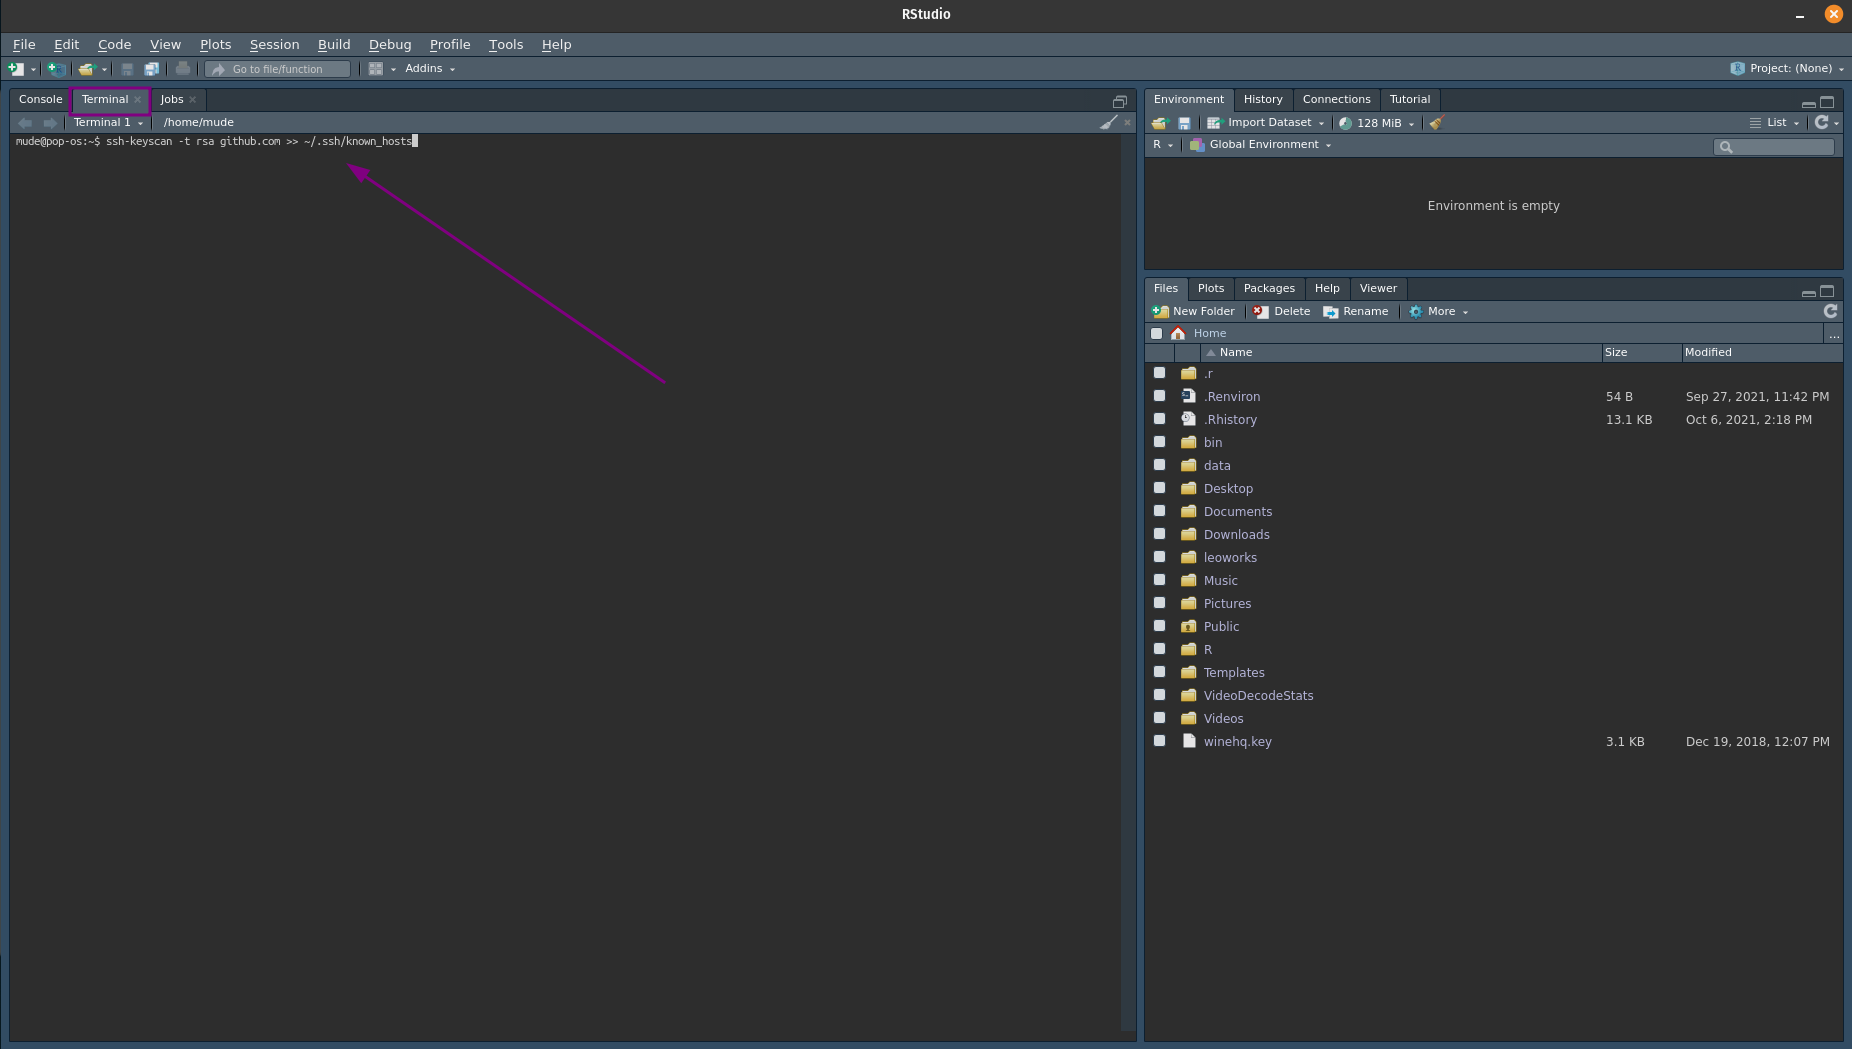 RStudio
File Edit Code View Plots Session Build Debug Profile Tools Help
Go to file/function Addins Project: (None)
Console Terminal Jobs
Terminal 1 /home/mude
mude@pop-os:~$ ssh-keyscan -t rsa github.com >> ~/.ssh/known_hosts
Environment History Connections Tutorial
Import Dataset 128 MiB List
R Global Environment
Environment is empty
Files Plots Packages Help Viewer
New Folder Delete Rename More
Home ...
Name Size Modified
.r
.Renviron 54 B Sep 27, 2021, 11:42 PM
.Rhistory 13.1 KB Oct 6, 2021, 2:18 PM
bin
data
Desktop
Documents
Downloads
leoworks
Music
Pictures
Public
R
Templates
VideoDecodeStats
Videos
winehq.key 3.1 KB Dec 19, 2018, 12:07 PM